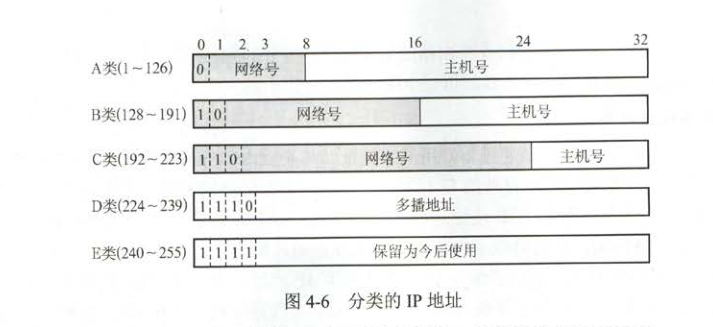 0 1 2 3 8 16 24 32
A类(1~126) 0 网络号 主机号
B类(128~191) 1 0 网络号 主机号
C类(192~223) 1 1 0 网络号 主机号
D类(224~239) 1 1 1 0 多播地址
E类(240~255) 1 1 1 1 保留为今后使用
图 4-6 分类的 IP 地址